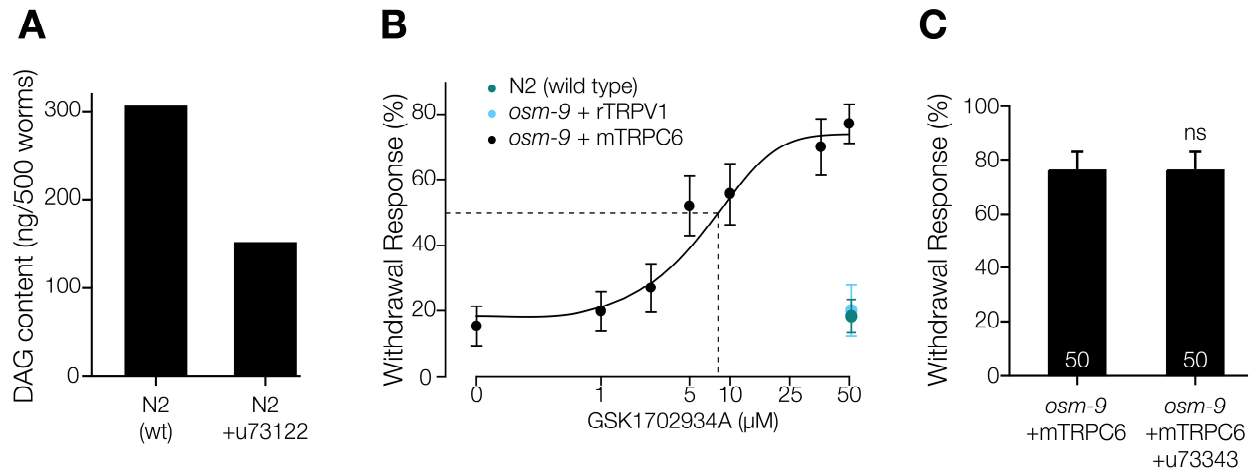 A
DAG content (ng/500 worms)
300
200
100
0
N2
(wt)
N2
+u73122
B
Withdrawal Response (%)
80
60
40
20
0
N2 (wild type)
osm-9 + rTRPV1
osm-9 + mTRPC6
0 1 5 10 25 50
GSK1702934A (µM)
C
Withdrawal Response (%)
100
80
60
40
20
0
ns
50
50
osm-9
+mTRPC6
osm-9
+mTRPC6
+u73343